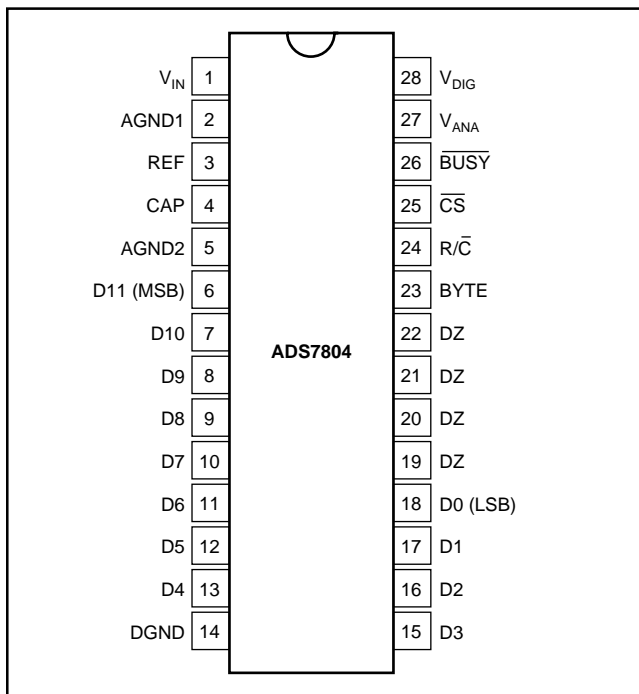 V_IN 1 28 V_DIG
AGND1 2 27 V_ANA
REF 3 26 B̅U̅S̅Y̅
CAP 4 25 C̅S̅
AGND2 5 24 R/C̅
D11 (MSB) 6 23 BYTE
D10 7 22 DZ
ADS7804
D9 8 21 DZ
D8 9 20 DZ
D7 10 19 DZ
D6 11 18 D0 (LSB)
D5 12 17 D1
D4 13 16 D2
DGND 14 15 D3